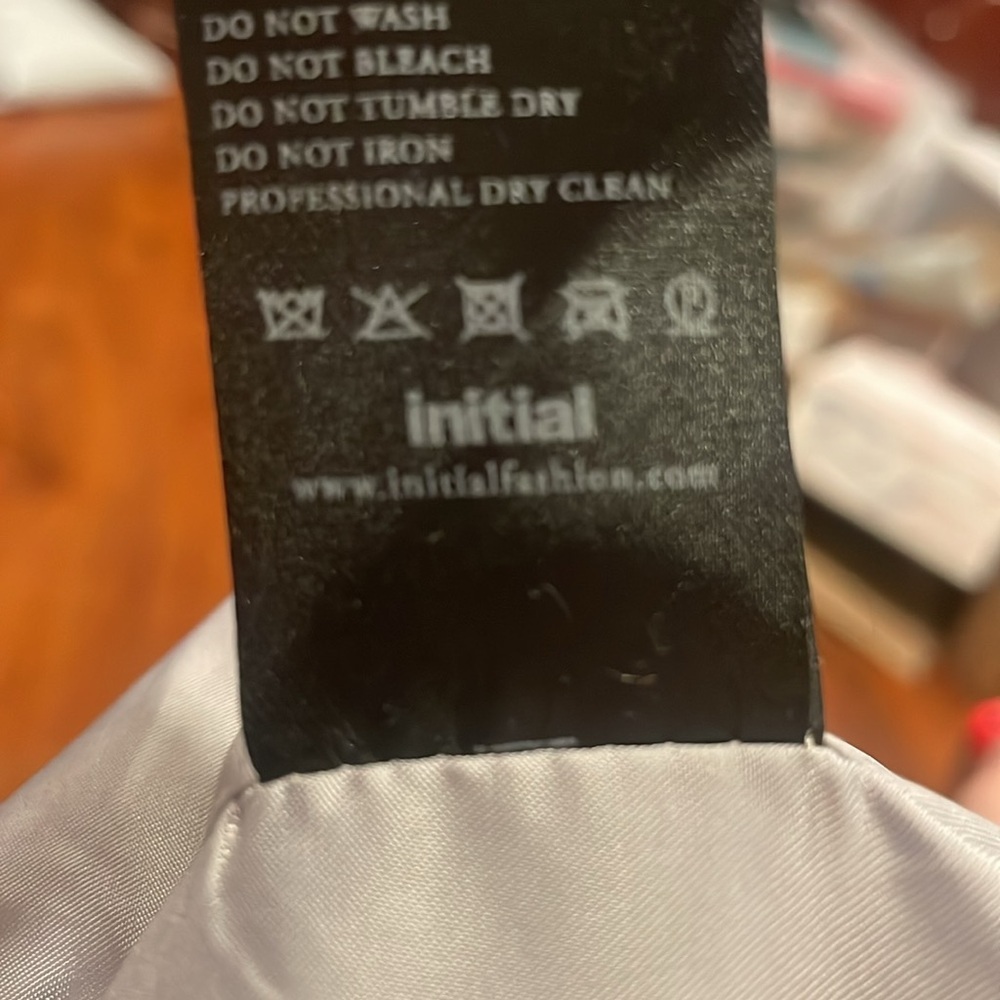 DO NOT WASH
DO NOT BLEACH
DO NOT TUMBLE DRY
DO NOT IRON
PROFESSIONAL DRY CLEAN
P
initial
www.initialfashion.com